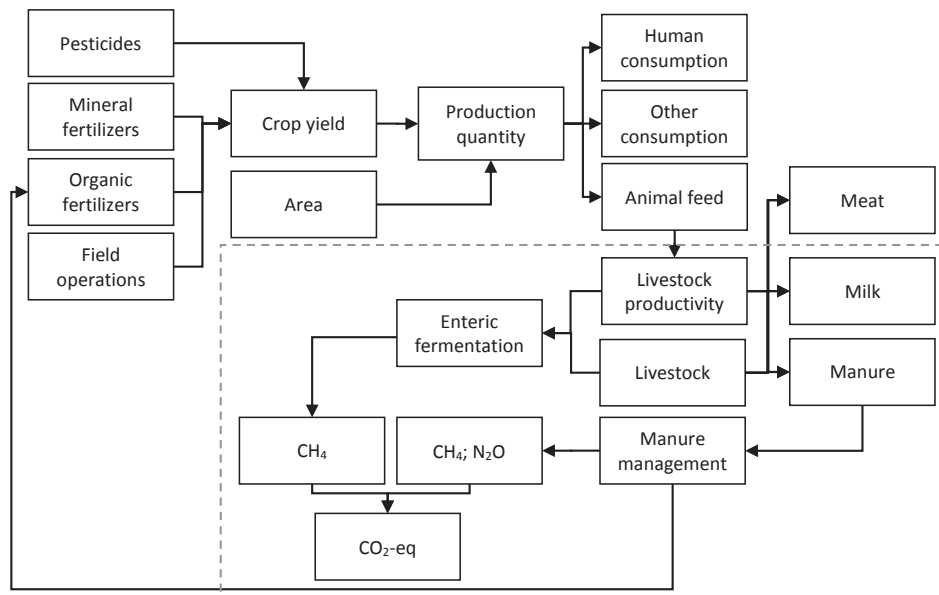 Pesticides
Mineral
fertilizers
Organic
fertilizers
Field
operations
Crop yield
Area
Production
quantity
Human
consumption
Other
consumption
Animal feed
Meat
Livestock
productivity
Milk
Enteric
fermentation
Livestock
Manure
CH₄
CH₄; N₂O
Manure
management
CO₂-eq